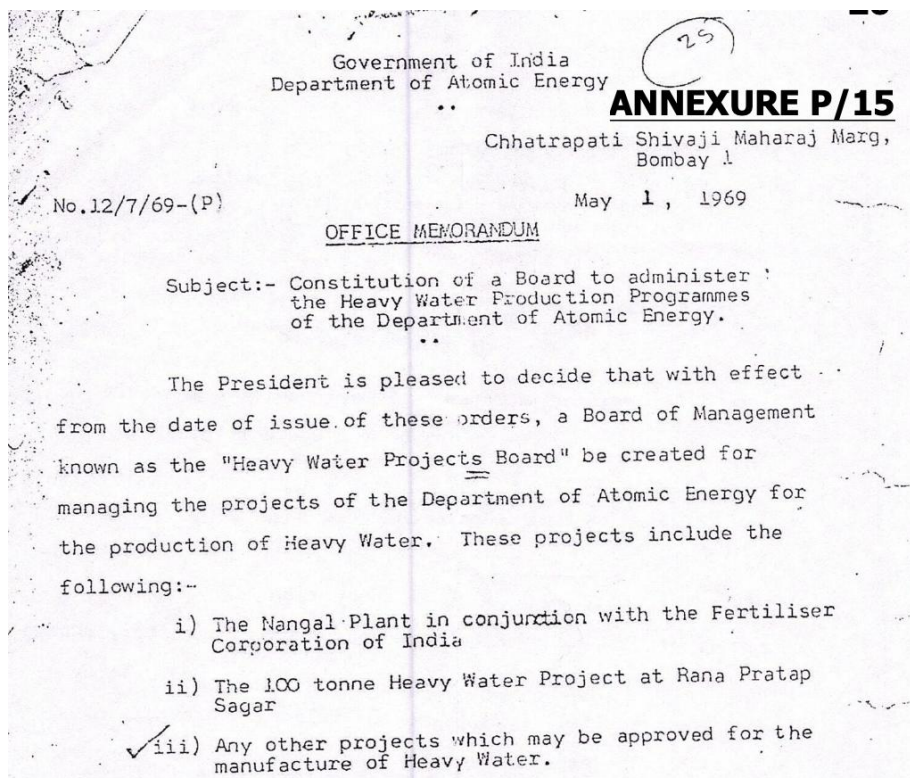 25
Government of India
Department of Atomic Energy
ANNEXURE P/15
Chhatrapati Shivaji Maharaj Marg,
Bombay 1
No.12/7/69-(P)
May 1, 1969
OFFICE MEMORANDUM
Subject:- Constitution of a Board to administer
the Heavy Water Production Programmes
of the Department of Atomic Energy.
The President is pleased to decide that with effect
from the date of issue of these orders, a Board of Management
known as the "Heavy Water Projects Board" be created for
managing the projects of the Department of Atomic Energy for
the production of Heavy Water. These projects include the
following:-
i) The Nangal Plant in conjunction with the Fertiliser
Corporation of India
ii) The 100 tonne Heavy Water Project at Rana Pratap
Sagar
iii) Any other projects which may be approved for the
manufacture of Heavy Water.